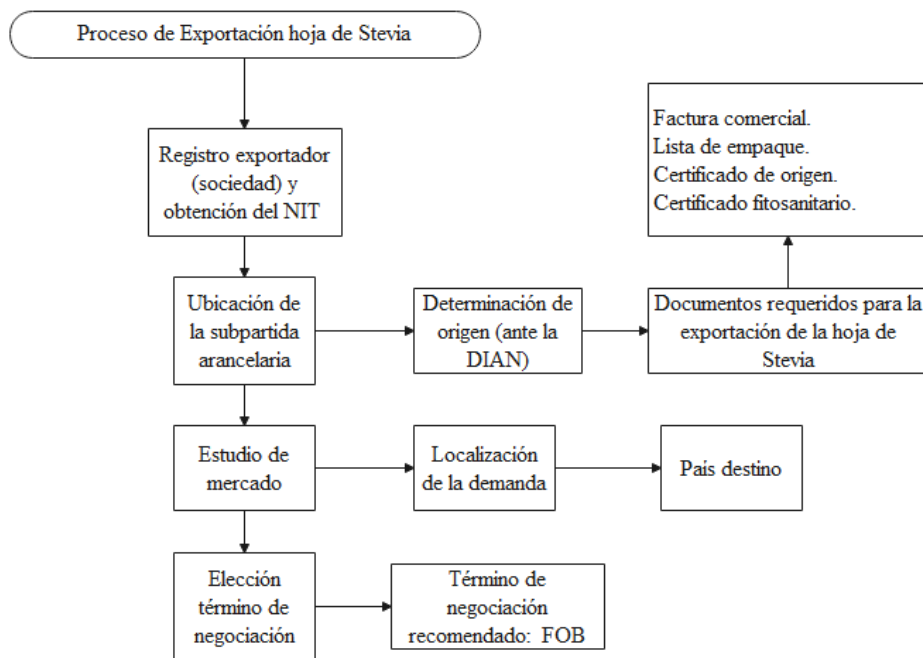 Proceso de Exportación hoja de Stevia
Registro exportador
(sociedad) y
obtención del NIT
Factura comercial.
Lista de empaque.
Certificado de origen.
Certificado fitosanitario.
Ubicación de
la subpartida
arancelaria
Determinación de
origen (ante la
DIAN)
Documentos requeridos para la
exportación de la hoja de
Stevia
Estudio de
mercado
Localización
de la demanda
País destino
Elección
término de
negociación
Término de
negociación
recomendado: FOB